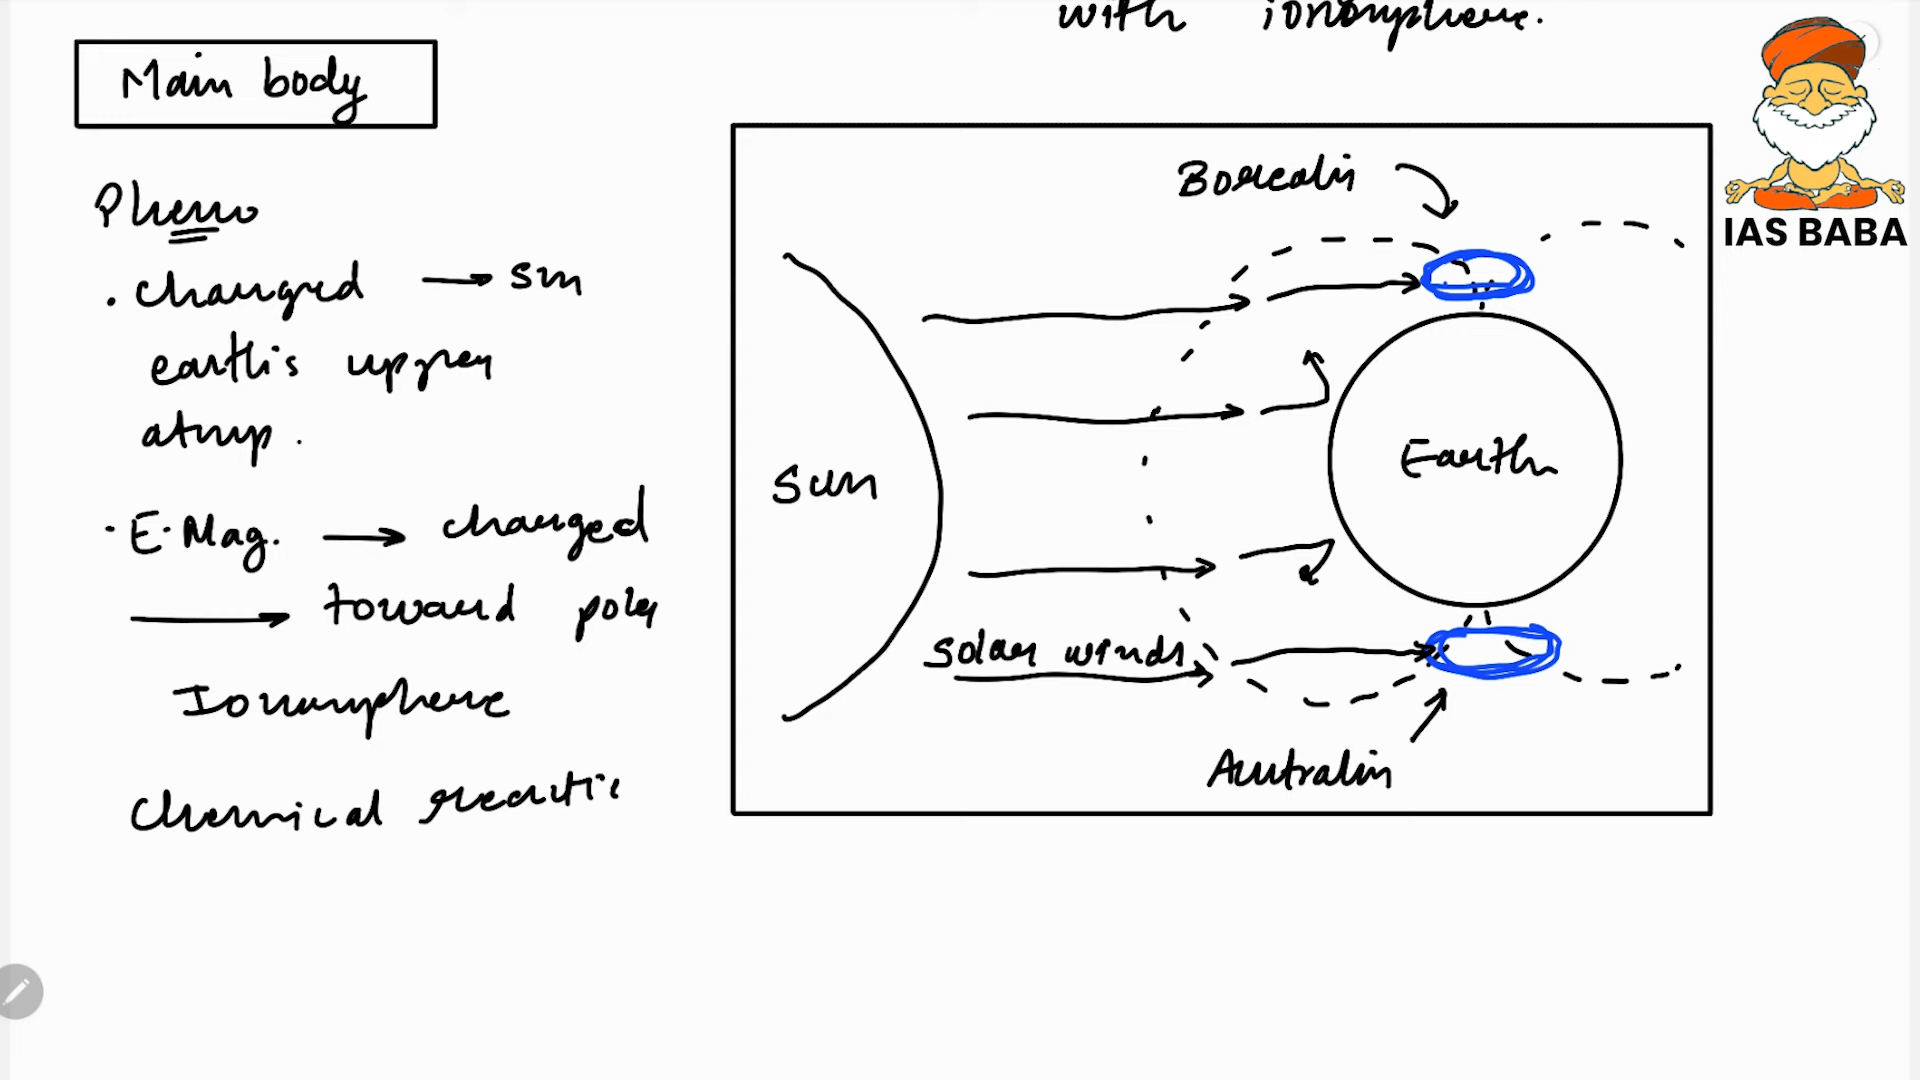 with ionosphere.
Main body
IAS BABA
Pheno
. charged → sun
earth's upper
atmp.
· E. Mag. → charged
→ toward poles
Ionosphere
Chemical reactio
Borealis
Sun
Earth
Solar winds
Australis